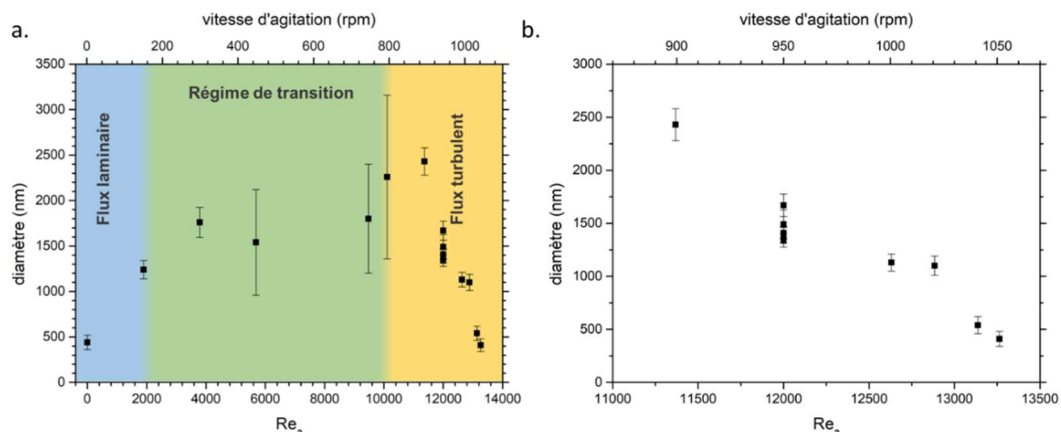 a.
vitesse d'agitation (rpm)
0 200 400 600 800 1000
3500
3000
2500
2000
1500
1000
500
0
diamètre (nm)
Flux laminaire
Régime de transition
Flux turbulent
0 2000 4000 6000 8000 10000 12000 14000
Reₐ
b.
vitesse d'agitation (rpm)
900 950 1000 1050
3000
2500
2000
1500
1000
500
0
diamètre (nm)
11000 11500 12000 12500 13000 13500
Reₐ